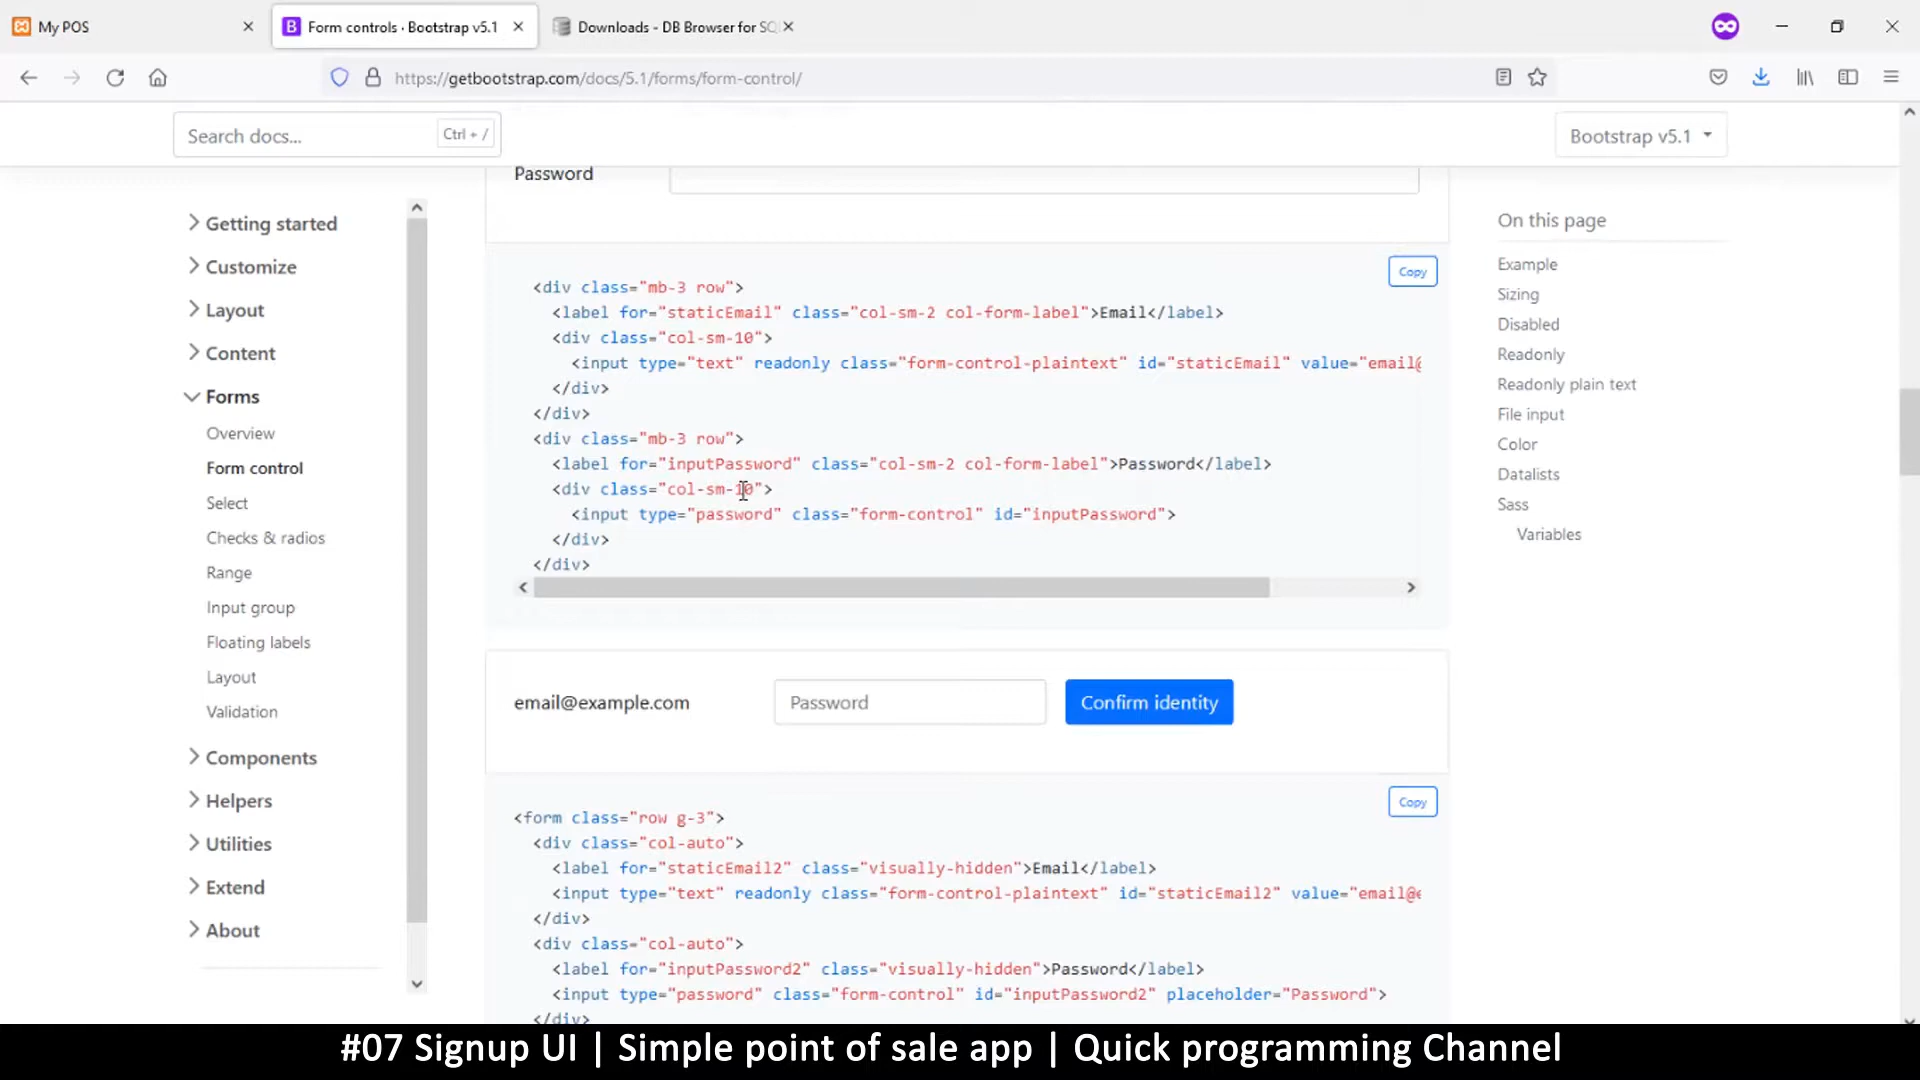 My POS
Form controls · Bootstrap v5.1
Downloads - DB Browser for SQ
https://getbootstrap.com/docs/5.1/forms/form-control/
Search docs...
Ctrl + /
Bootstrap v5.1
Getting started
Customize
Layout
Content
Forms
Overview
Form control
Select
Checks & radios
Range
Input group
Floating labels
Layout
Validation
Components
Helpers
Utilities
Extend
About
Password
Copy
<div class="mb-3 row">
<label for="staticEmail" class="col-sm-2 col-form-label">Email</label>
<div class="col-sm-10">
<input type="text" readonly class="form-control-plaintext" id="staticEmail" value="email@
</div>
</div>
<div class="mb-3 row">
<label for="inputPassword" class="col-sm-2 col-form-label">Password</label>
<div class="col-sm-10">
<input type="password" class="form-control" id="inputPassword">
</div>
</div>
email@example.com
Password
Confirm identity
Copy
<form class="row g-3">
<div class="col-auto">
<label for="staticEmail2" class="visually-hidden">Email</label>
<input type="text" readonly class="form-control-plaintext" id="staticEmail2" value="email@e
</div>
<div class="col-auto">
<label for="inputPassword2" class="visually-hidden">Password</label>
<input type="password" class="form-control" id="inputPassword2" placeholder="Password">
</div>
On this page
Example
Sizing
Disabled
Readonly
Readonly plain text
File input
Color
Datalists
Sass
Variables
#07 Signup UI | Simple point of sale app | Quick programming Channel